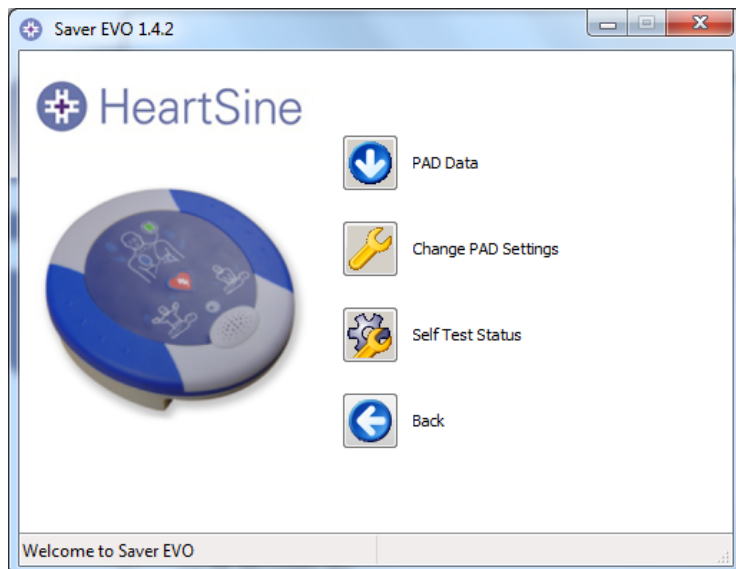 Saver EVO 1.4.2
HeartSine
PAD Data
Change PAD Settings
Self Test Status
Back
Welcome to Saver EVO